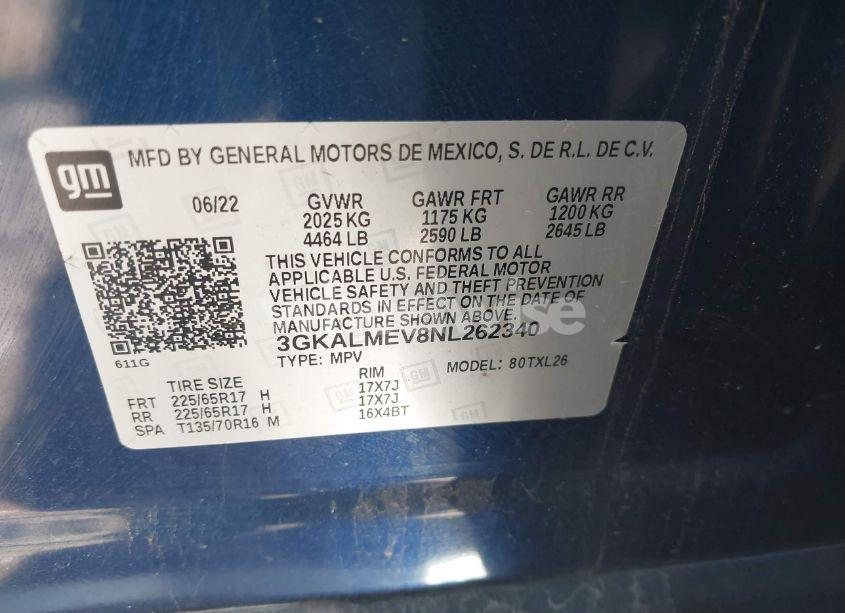 gm
MFD BY GENERAL MOTORS DE MEXICO, S. DE R.L. DE C.V.
06/22 GVWR GAWR FRT GAWR RR
2025 KG 1175 KG 1200 KG
4464 LB 2590 LB 2645 LB
THIS VEHICLE CONFORMS TO ALL
APPLICABLE U.S. FEDERAL MOTOR
VEHICLE SAFETY AND THEFT PREVENTION
STANDARDS IN EFFECT ON THE DATE OF
MANUFACTURE SHOWN ABOVE.
3GKALMEV8NL262340
611G
TYPE: MPV MODEL: 80TXL26
TIRE SIZE RIM
FRT 225/65R17 H 17X7J
RR 225/65R17 H 17X7J
SPA T135/70R16 M 16X4BT